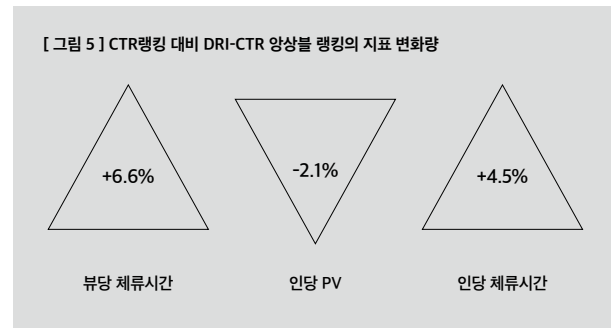 [ 그림 5 ] CTR랭킹 대비 DRI-CTR 앙상블 랭킹의 지표 변화량
+6.6%
-2.1%
+4.5%
뷰당 체류시간
인당 PV
인당 체류시간